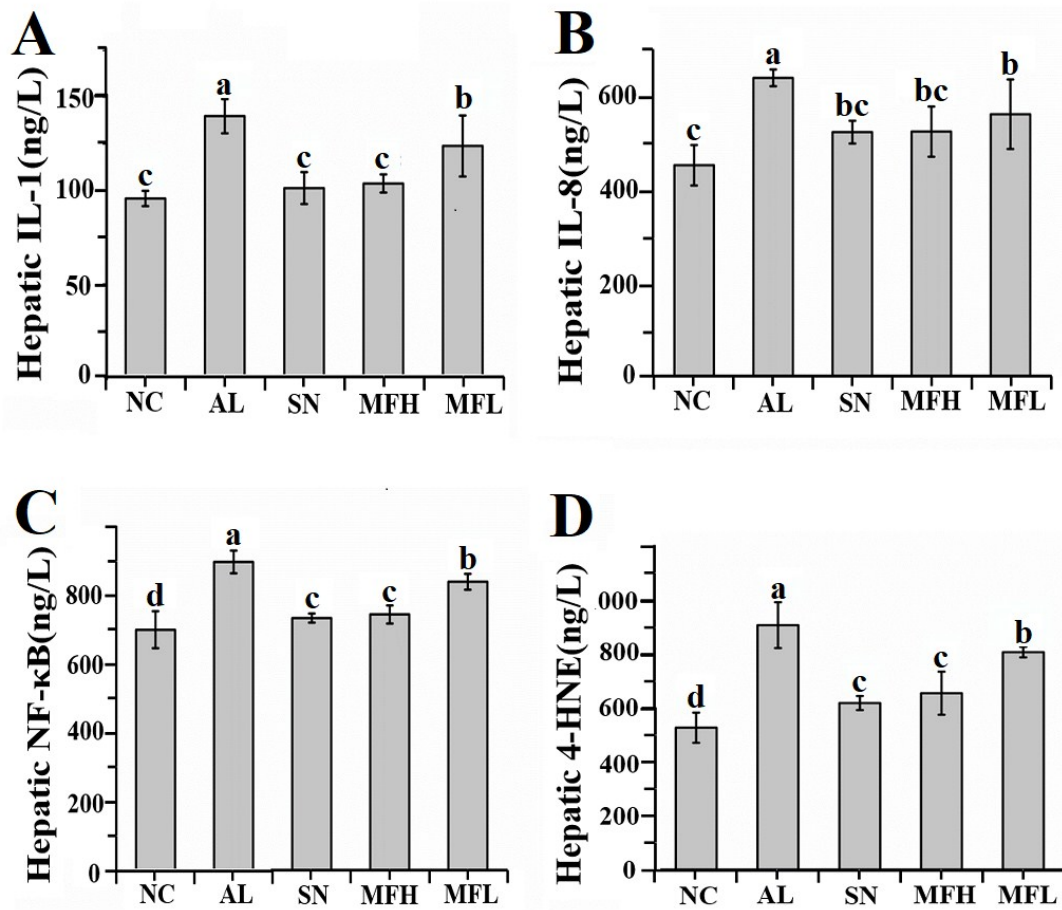 A
Hepatic IL-1(ng/L)
150
100
50
0
a
b
c
c
c
NC AL SN MFH MFL
B
Hepatic IL-8(ng/L)
600
400
200
0
a
b
bc
bc
c
NC AL SN MFH MFL
C
Hepatic NF-κB(ng/L)
800
600
400
200
0
a
b
c
c
d
NC AL SN MFH MFL
D
Hepatic 4-HNE(ng/L)
000
800
600
400
200
0
a
b
c
c
d
NC AL SN MFH MFL